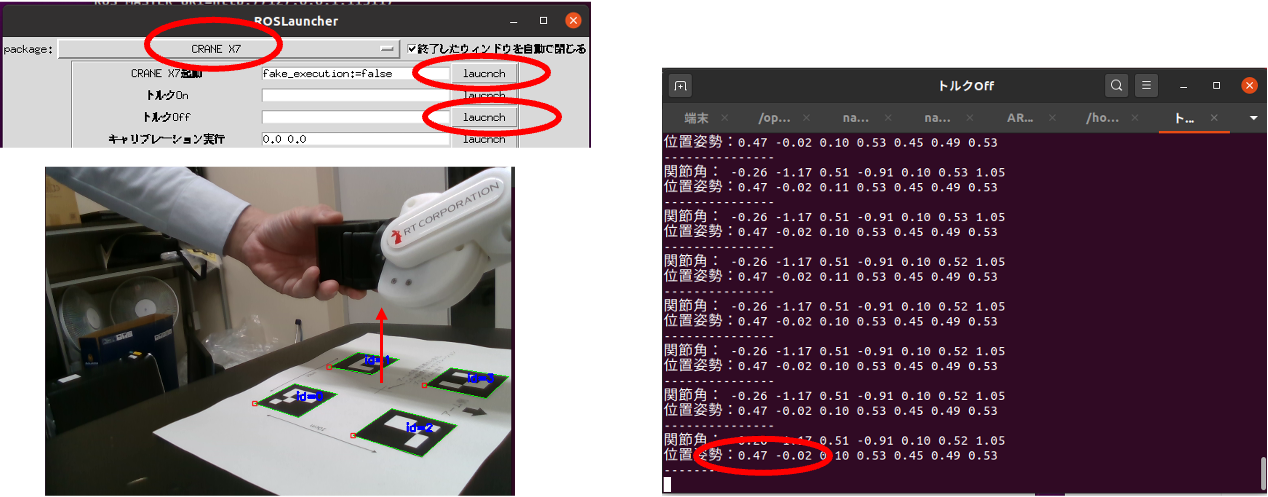 ROSLauncher
package:
CRANE X7
終了したウィンドウを自動で閉じる
CRANE X7起動
fake_execution:=false
launch
トルクOn
launch
トルクOff
launch
キャリブレーション実行
0.0 0.0
launch
RT CORPORATION
id=1
id=3
id=0
id=2
トルクOff
端末
/op...
na...
na...
AR...
/ho...
ト...
位置姿勢：0.47 -0.02 0.10 0.53 0.45 0.49 0.53
---------------
関節角： -0.26 -1.17 0.51 -0.91 0.10 0.53 1.05
位置姿勢：0.47 -0.02 0.11 0.53 0.45 0.49 0.53
---------------
関節角： -0.26 -1.17 0.51 -0.91 0.10 0.53 1.05
位置姿勢：0.47 -0.02 0.10 0.53 0.45 0.49 0.53
---------------
関節角： -0.26 -1.17 0.51 -0.91 0.10 0.52 1.05
位置姿勢：0.47 -0.02 0.11 0.53 0.45 0.49 0.53
---------------
関節角： -0.26 -1.17 0.51 -0.91 0.10 0.52 1.05
位置姿勢：0.47 -0.02 0.10 0.53 0.45 0.49 0.53
---------------
関節角： -0.26 -1.17 0.51 -0.91 0.10 0.52 1.05
位置姿勢：0.47 -0.02 0.10 0.53 0.45 0.49 0.53
---------------
関節角： -0.26 -1.17 0.51 -0.91 0.10 0.52 1.05
位置姿勢：0.47 -0.02 0.10 0.53 0.45 0.49 0.53
---------------
関節角： -0.26 -1.17 0.51 -0.91 0.10 0.52 1.05
位置姿勢：0.47 -0.02 0.10 0.53 0.45 0.49 0.53